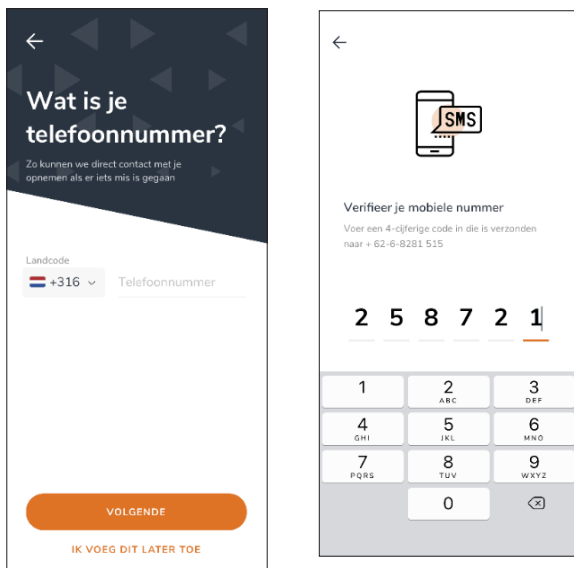 Wat is je
telefoonnummer?
Zo kunnen we direct contact met je
opnemen als er iets mis is gegaan
Landcode
+316
Telefoonnummer
VOLGENDE
IK VOEG DIT LATER TOE
SMS
Verifieer je mobiele nummer
Voer een 4-cijferige code in die is verzonden
naar + 62-6-8281 515
2 5 8 7 2 1
1 2 3
ABC DEF
4 5 6
GHI JKL MNO
7 8 9
PQRS TUV WXYZ
0